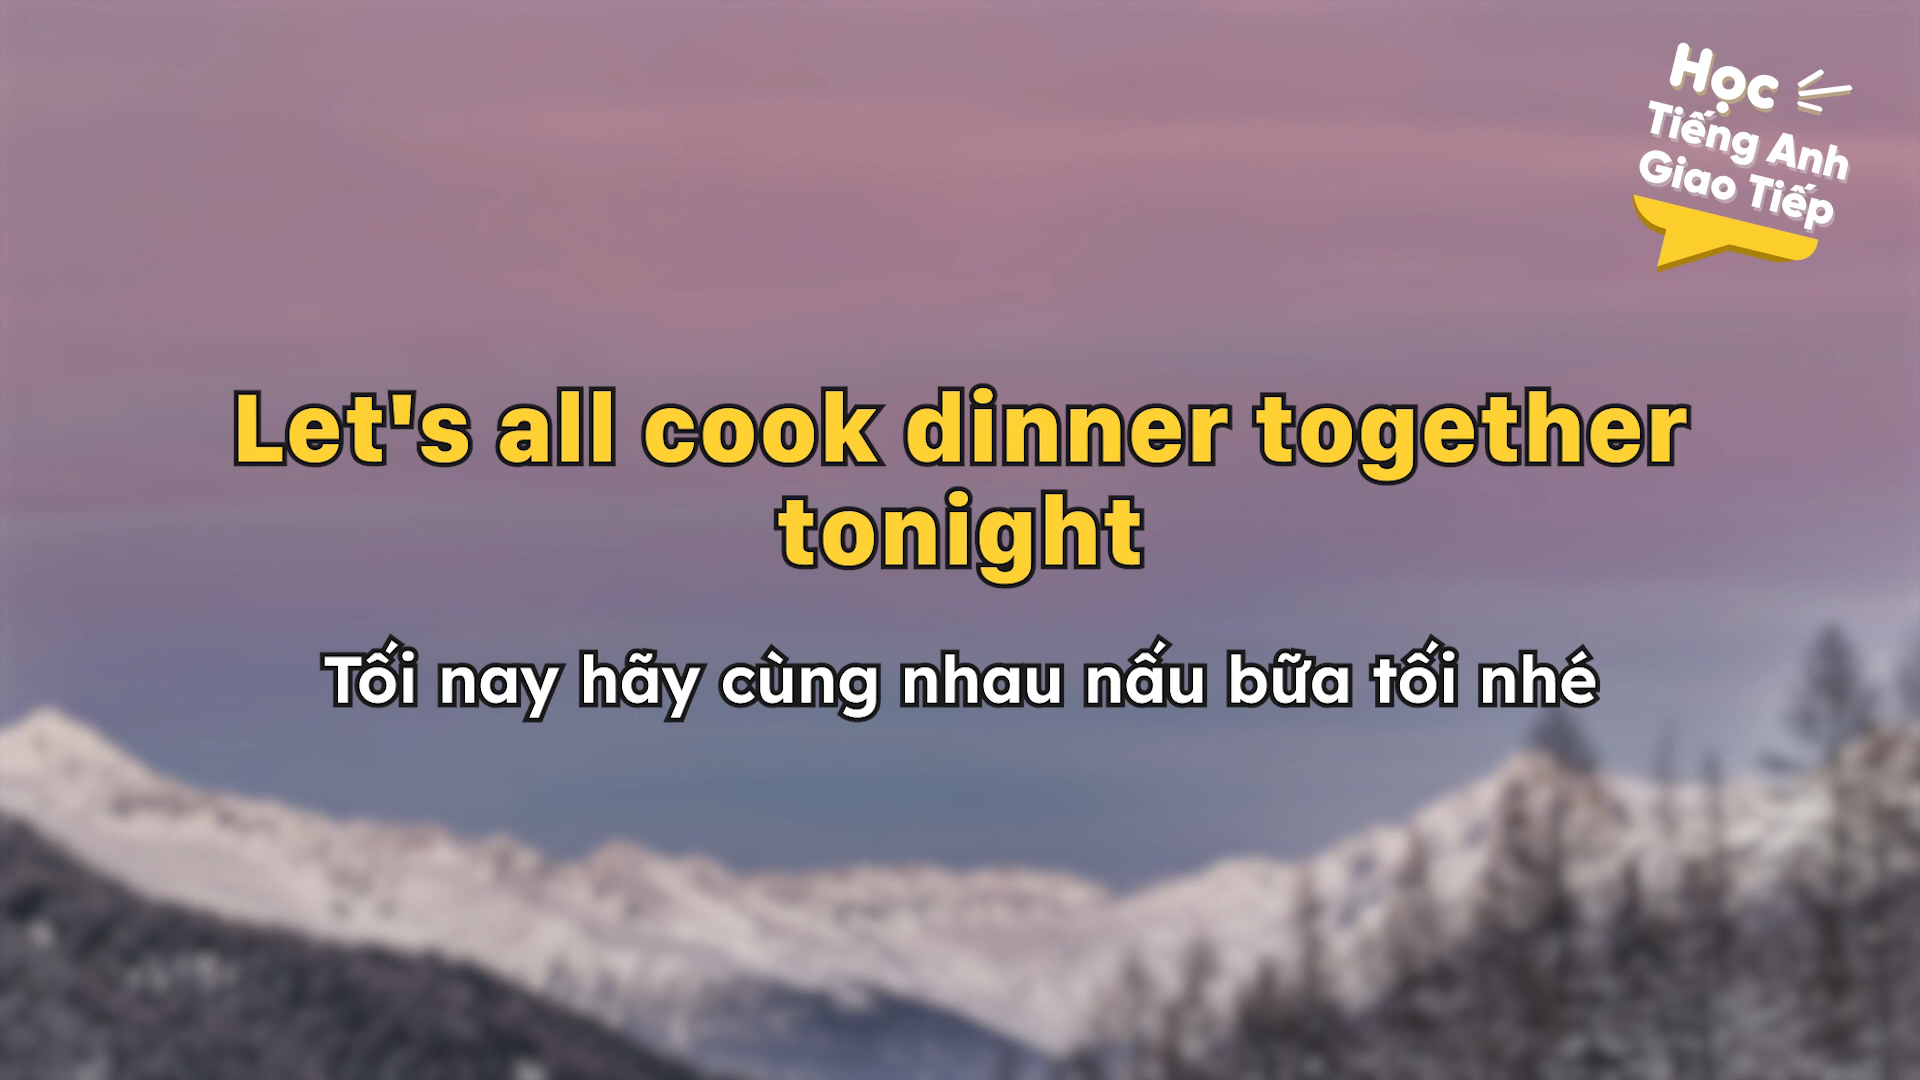 Học
Tiếng Anh
Giao Tiếp
Let's all cook dinner together
tonight
Tối nay hãy cùng nhau nấu bữa tối nhé